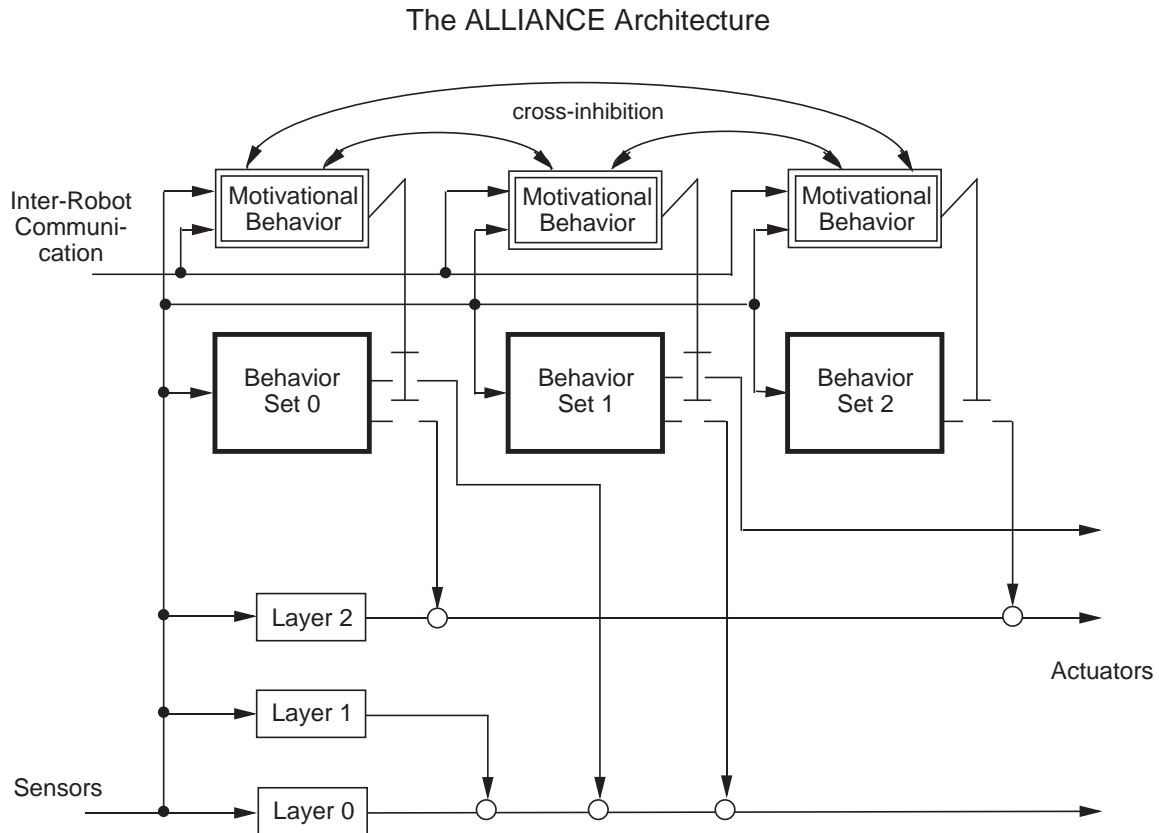 The ALLIANCE Architecture
cross-inhibition
Inter-Robot
Communi-
cation
Motivational
Behavior
Motivational
Behavior
Motivational
Behavior
Behavior
Set 0
Behavior
Set 1
Behavior
Set 2
Layer 2
Actuators
Layer 1
Sensors
Layer 0